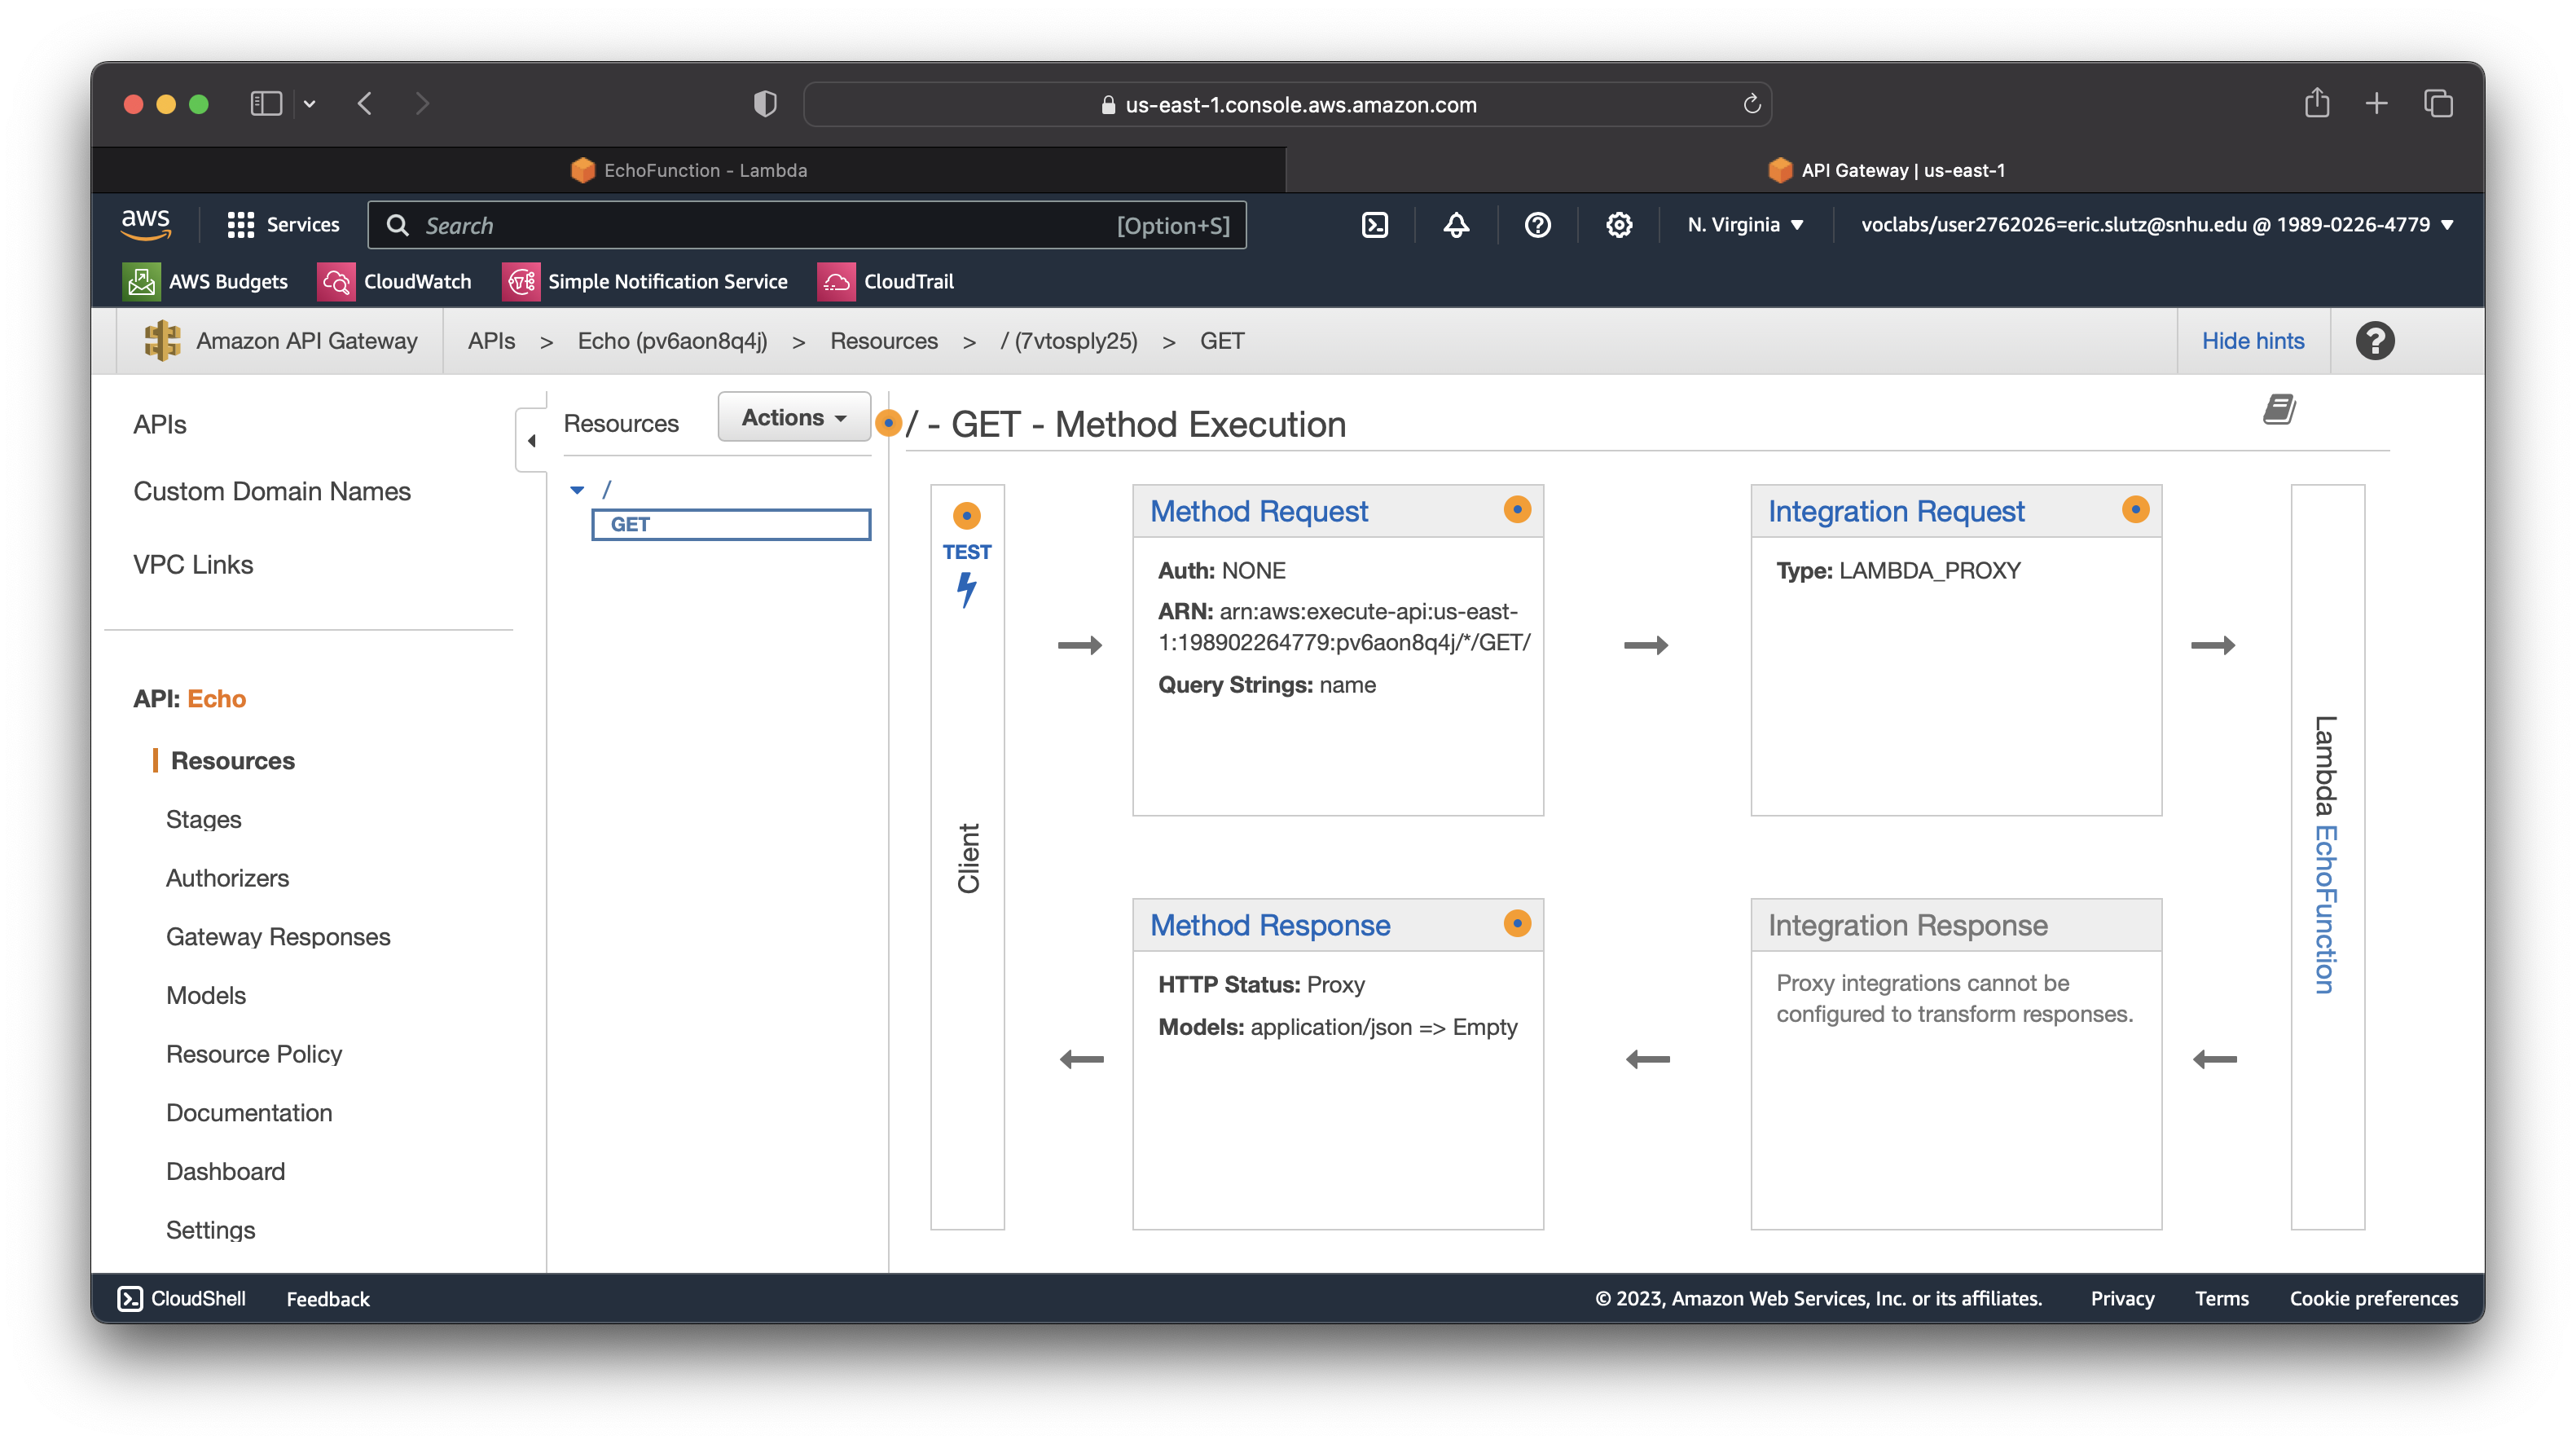 us-east-1.console.aws.amazon.com
EchoFunction - Lambda
API Gateway | us-east-1
aws
Services
Search
[Option+S]
N. Virginia
voclabs/user2762026=eric.slutz@snhu.edu @ 1989-0226-4779
AWS Budgets
CloudWatch
Simple Notification Service
CloudTrail
Amazon API Gateway
APIs > Echo (pv6aon8q4j) > Resources > / (7vtosply25) > GET
Hide hints
?
APIs
Custom Domain Names
VPC Links
API: Echo
Resources
Stages
Authorizers
Gateway Responses
Models
Resource Policy
Documentation
Dashboard
Settings
Resources
Actions
/
GET
/ - GET - Method Execution
TEST
Client
Method Request
Auth: NONE
ARN: arn:aws:execute-api:us-east-
1:198902264779:pv6aon8q4j/*/GET/
Query Strings: name
Integration Request
Type: LAMBDA_PROXY
Lambda EchoFunction
Method Response
HTTP Status: Proxy
Models: application/json => Empty
Integration Response
Proxy integrations cannot be
configured to transform responses.
CloudShell
Feedback
© 2023, Amazon Web Services, Inc. or its affiliates.
Privacy
Terms
Cookie preferences